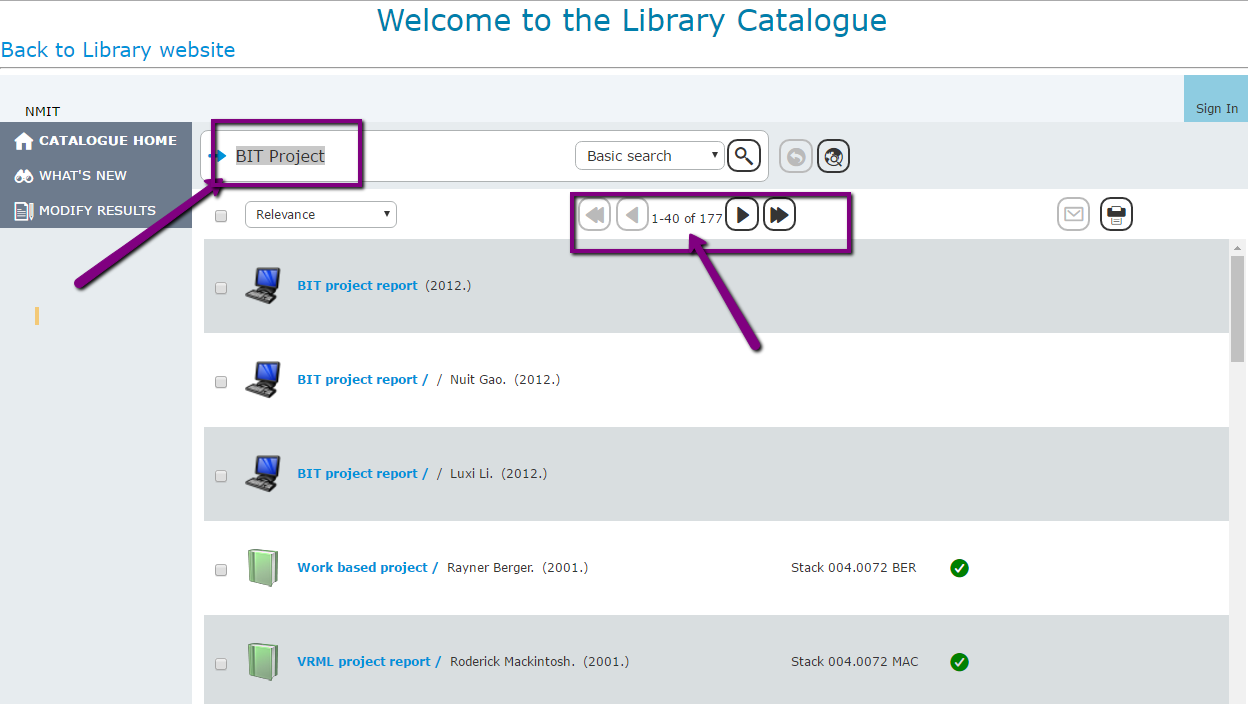 Welcome to the Library Catalogue
Back to Library website
NMIT
Sign In
CATALOGUE HOME
WHAT'S NEW
MODIFY RESULTS
BIT Project
Basic search
Relevance
1-40 of 177
BIT project report (2012.)
BIT project report / / Nuit Gao. (2012.)
BIT project report / / Luxi Li. (2012.)
Work based project / Rayner Berger. (2001.) Stack 004.0072 BER
VRML project report / Roderick Mackintosh. (2001.) Stack 004.0072 MAC